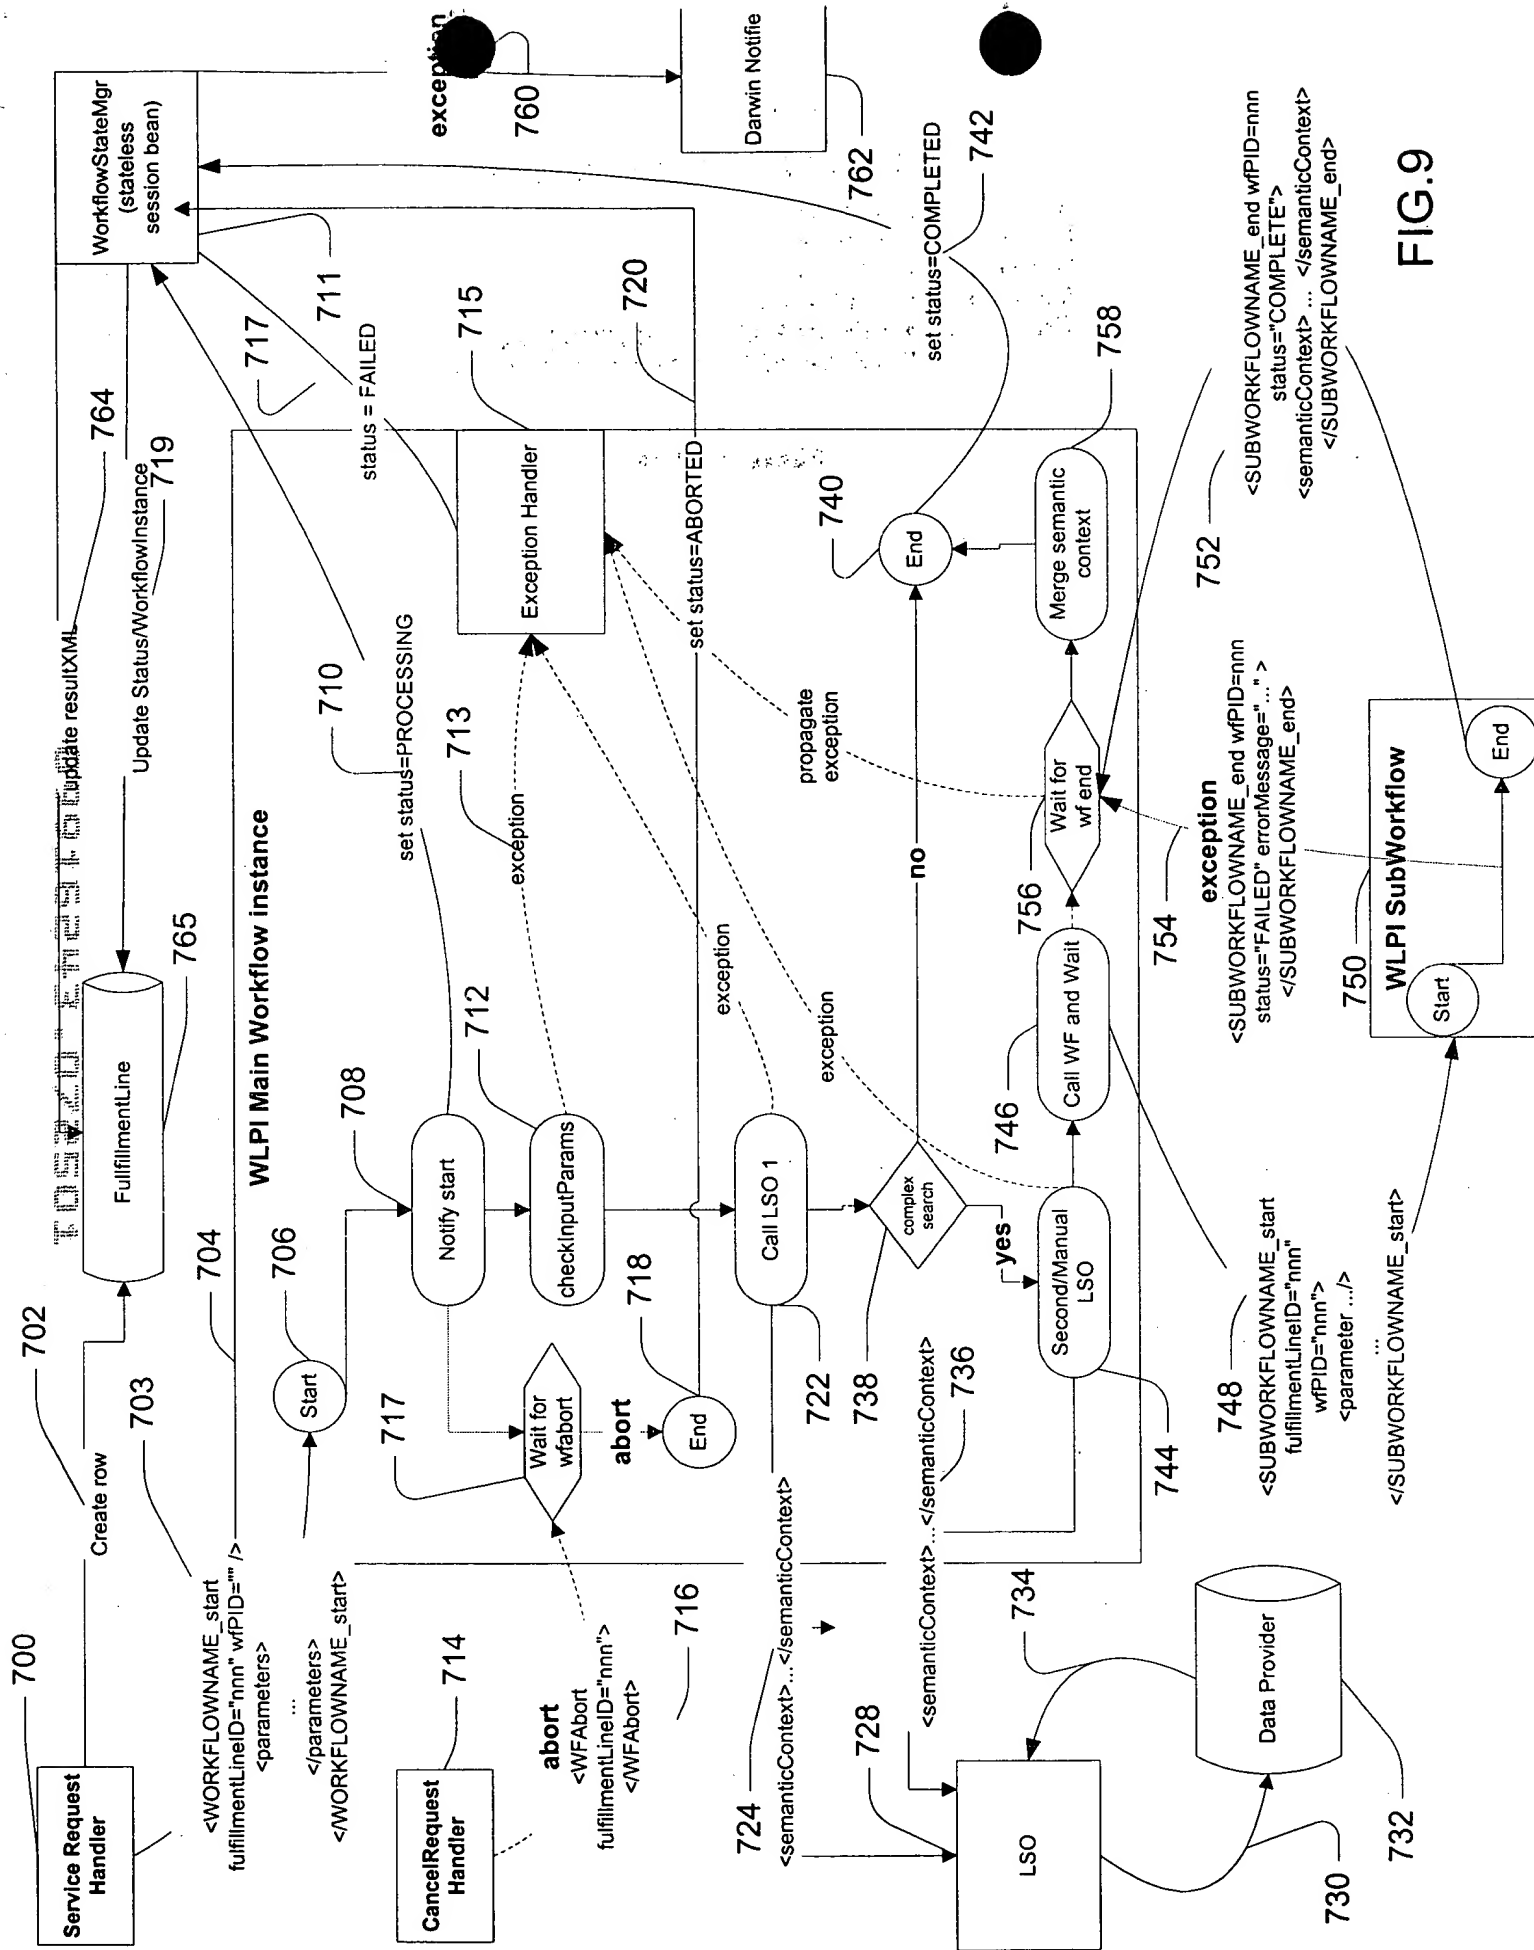 700
Service Request
Handler
702
Create row
703
<WORKFLOWNAME_start
fulfillmentLineID="nnn" wfPID="" />
<parameters>
...
</parameters>
</WORKFLOWNAME_start>
FullfillmentLine
765
update resultXML
764
Update Status/WorkflowInstance
719
WorkflowStateMgr
(stateless
session bean)
exception
760
Darwin Notifie
762
704
WLPI Main Workflow instance
706
Start
708
Notify start
710
set status=PROCESSING
717
status = FAILED
711
712
checkInputParams
713
exception
Exception Handler
715
714
CancelRequest
Handler
abort
<WFAbort
fulfillmentLineID="nnn">
</WFAbort>
716
717
Wait for
wfabort
abort
718
End
set status=ABORTED
720
722
Call LSO 1
exception
724
<semanticContext>...</semanticContext>
728
LSO
730
732
Data Provider
734
<semanticContext>...</semanticContext>
736
738
complex
search
no
yes
exception
propagate
exception
740
End
set status=COMPLETED
742
744
Second/Manual
LSO
746
Call WF and Wait
756
Wait for
wf end
Merge semantic
context
758
748
<SUBWORKFLOWNAME_start
fulfillmentLineID="nnn"
wfPID="nnn">
<parameter .../>
...
</SUBWORKFLOWNAME_start>
754
exception
<SUBWORKFLOWNAME_end wfPID=nnn
status="FAILED" errorMessage="...">
</SUBWORKFLOWNAME_end>
752
<SUBWORKFLOWNAME_end wfPID=nnn
status="COMPLETE">
<semanticContext> ... </semanticContext>
</SUBWORKFLOWNAME_end>
750
WLPI SubWorkflow
Start
End
FIG.9